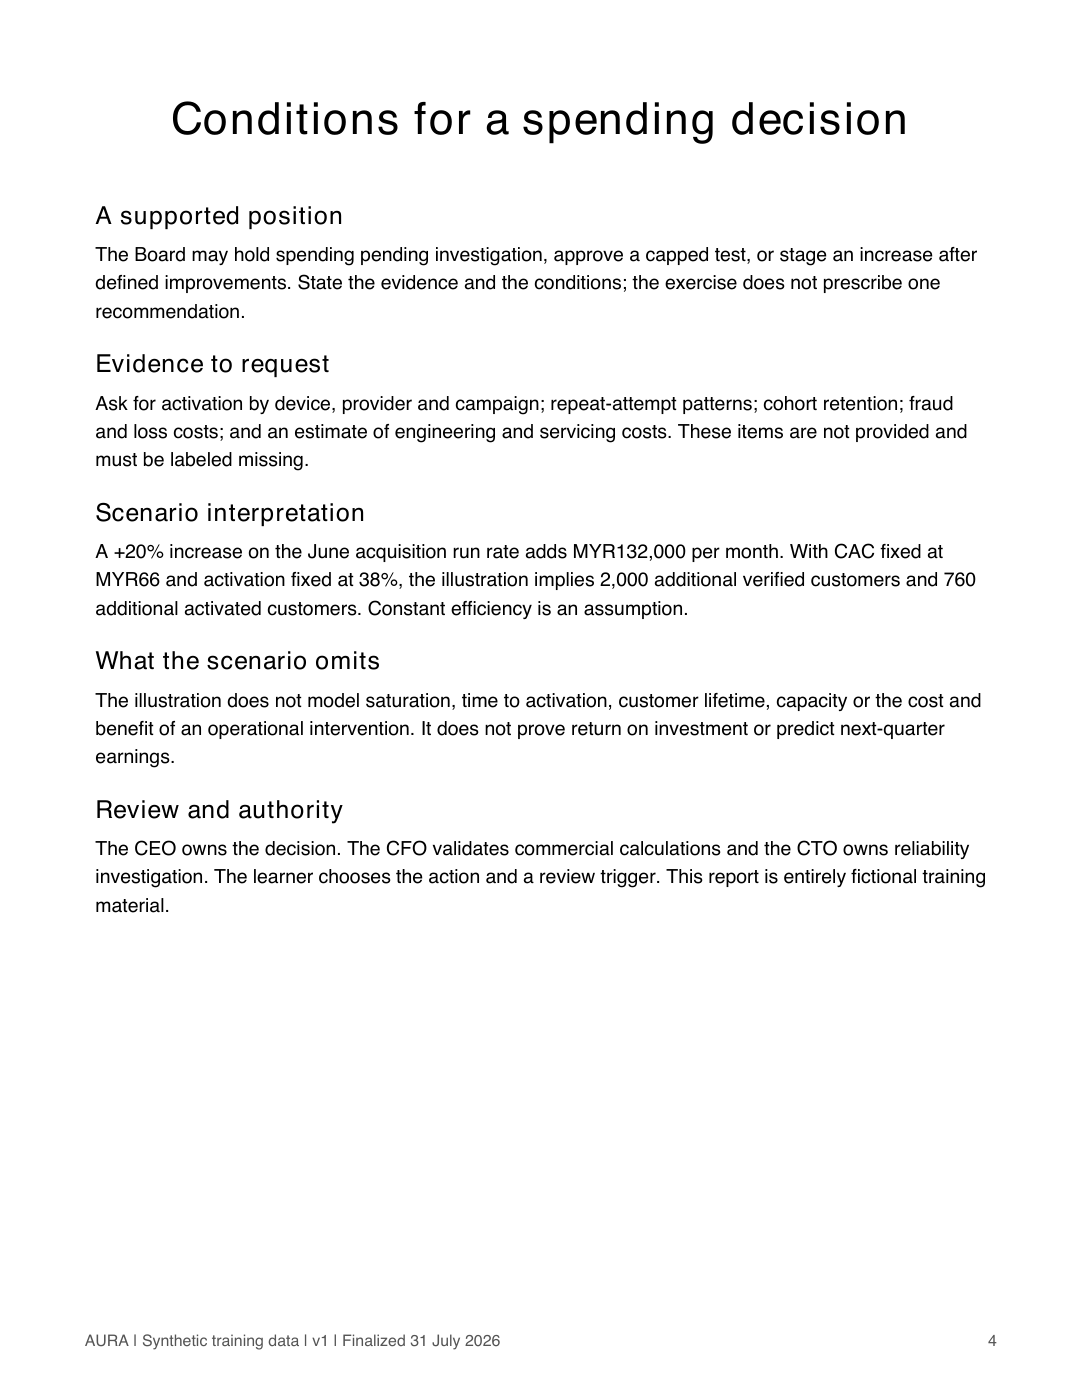 Conditions for a spending decision
A supported position
The Board may hold spending pending investigation, approve a capped test, or stage an increase after
defined improvements. State the evidence and the conditions; the exercise does not prescribe one
recommendation.
Evidence to request
Ask for activation by device, provider and campaign; repeat-attempt patterns; cohort retention; fraud
and loss costs; and an estimate of engineering and servicing costs. These items are not provided and
must be labeled missing.
Scenario interpretation
A +20% increase on the June acquisition run rate adds MYR132,000 per month. With CAC fixed at
MYR66 and activation fixed at 38%, the illustration implies 2,000 additional verified customers and 760
additional activated customers. Constant efficiency is an assumption.
What the scenario omits
The illustration does not model saturation, time to activation, customer lifetime, capacity or the cost and
benefit of an operational intervention. It does not prove return on investment or predict next-quarter
earnings.
Review and authority
The CEO owns the decision. The CFO validates commercial calculations and the CTO owns reliability
investigation. The learner chooses the action and a review trigger. This report is entirely fictional training
material.
AURA | Synthetic training data | v1 | Finalized 31 July 2026
4